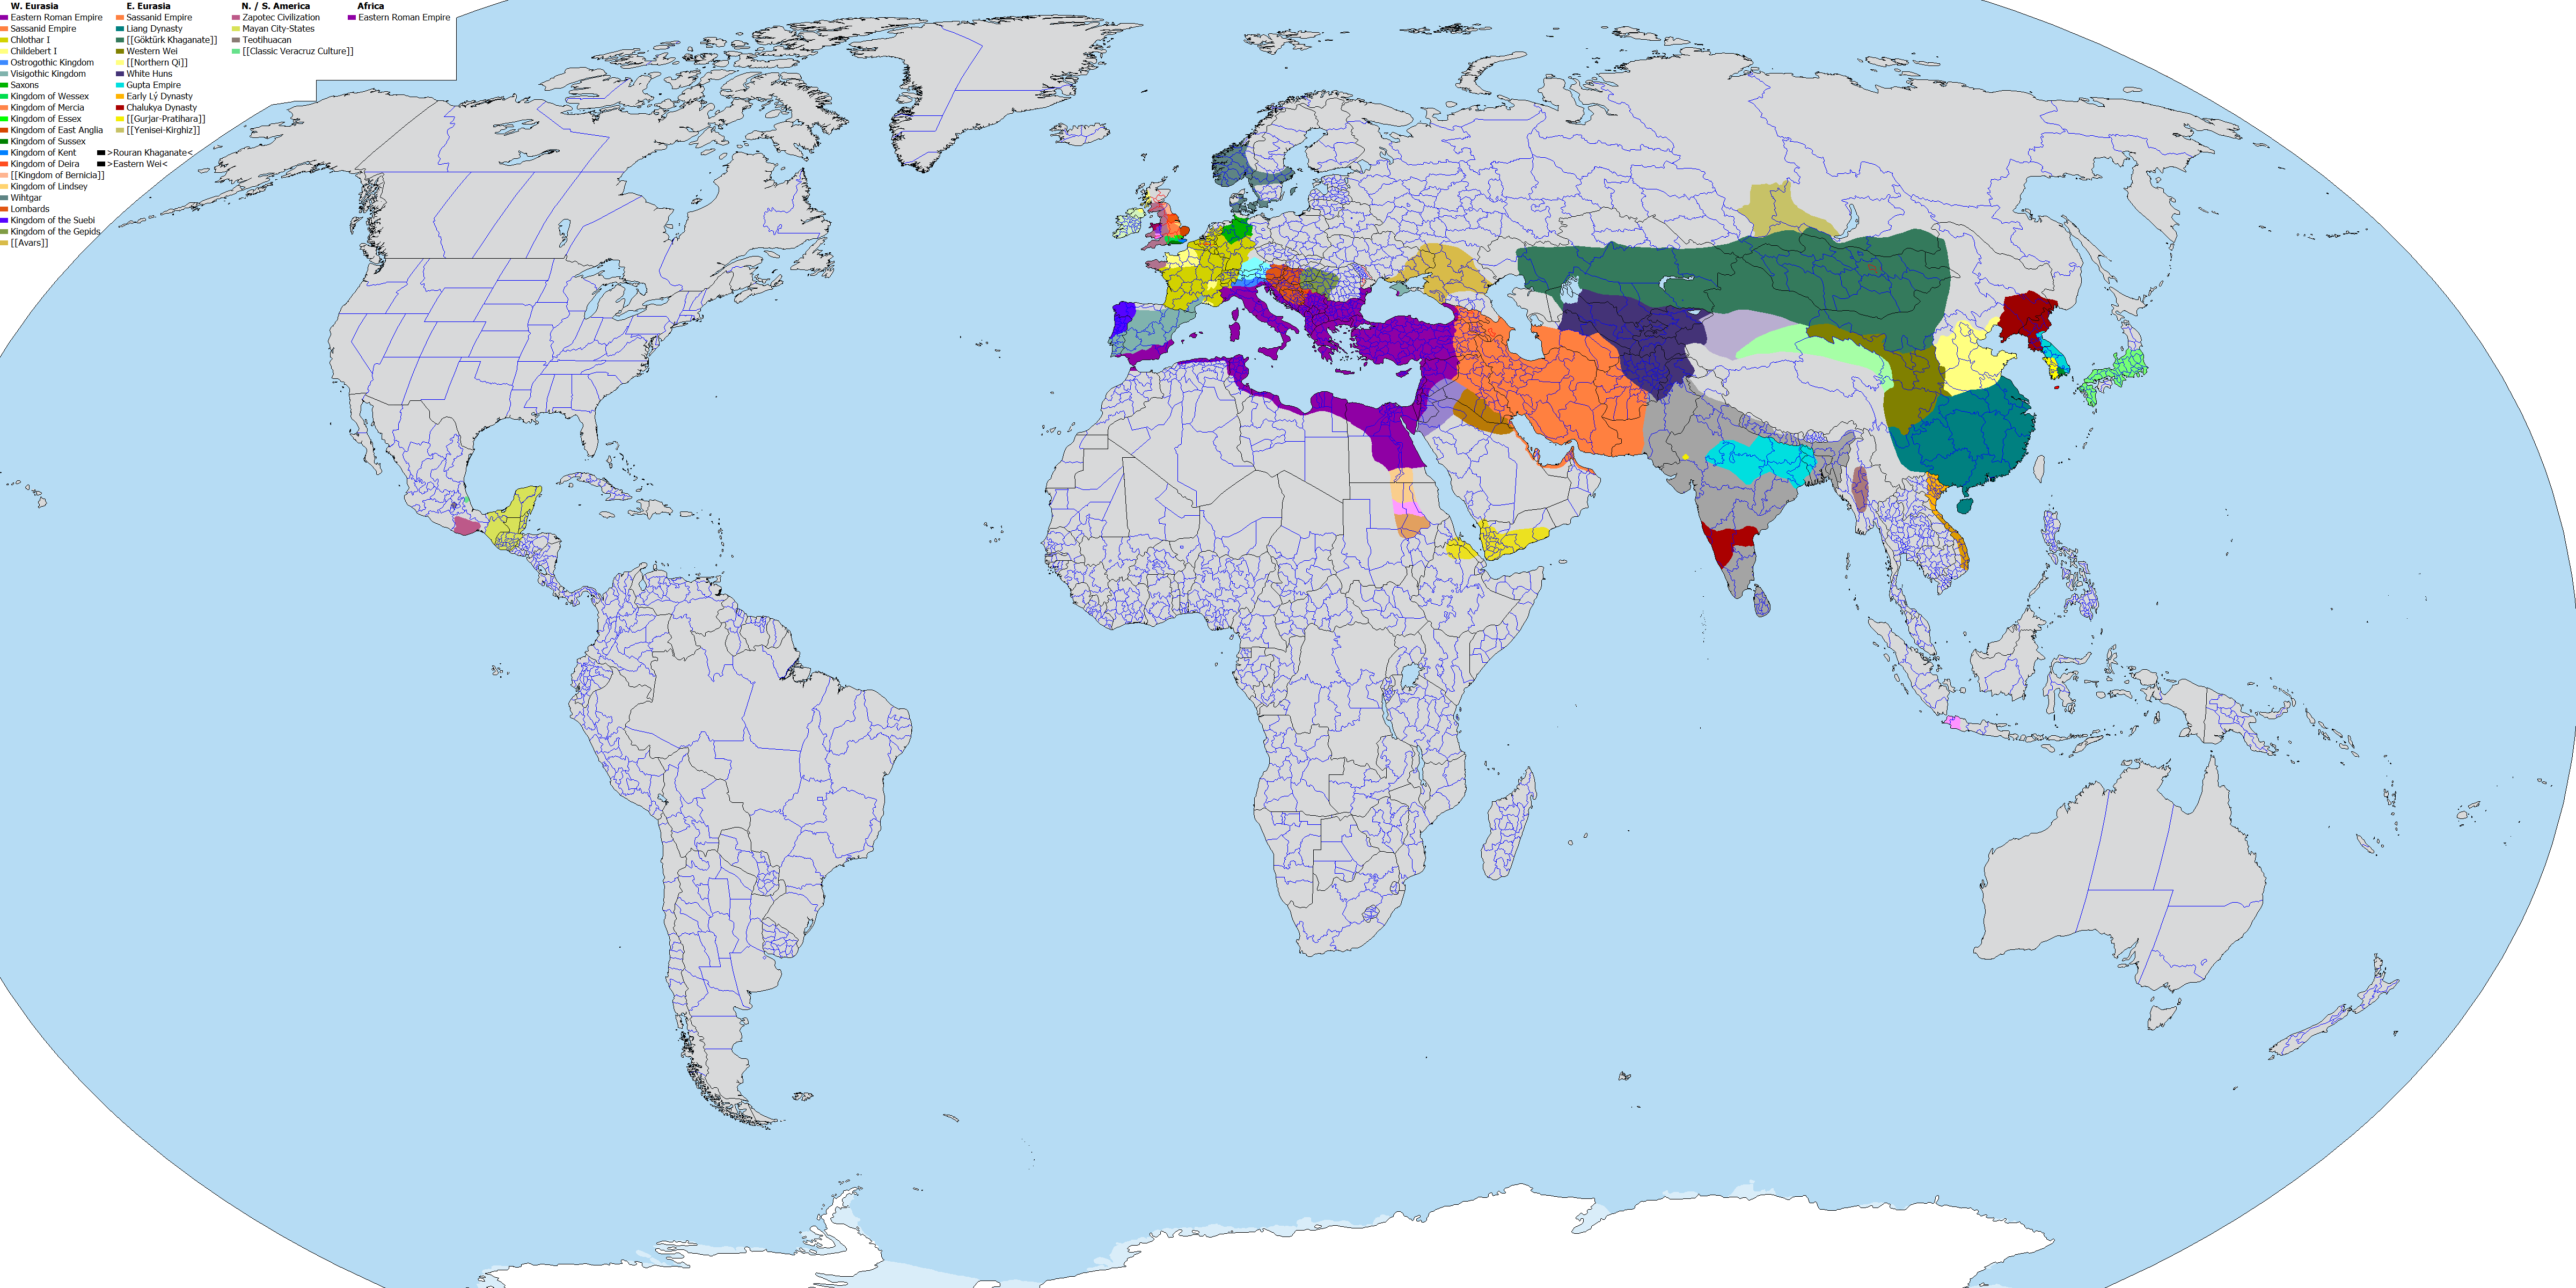 W. Eurasia
Eastern Roman Empire
Sassanid Empire
Chlothar I
Childebert I
Ostrogothic Kingdom
Visigothic Kingdom
Saxons
Kingdom of Wessex
Kingdom of Mercia
Kingdom of Essex
Kingdom of East Anglia
Kingdom of Sussex
Kingdom of Kent
Kingdom of Deira
[[Kingdom of Bernicia]]
Kingdom of Lindsey
Wihtgar
Lombards
Kingdom of the Suebi
Kingdom of the Gepids
[[Avars]]
E. Eurasia
Sassanid Empire
Liang Dynasty
[[Göktürk Khaganate]]
Western Wei
[[Northern Qi]]
White Huns
Gupta Empire
Early Lý Dynasty
Chalukya Dynasty
[[Gurjar-Pratihara]]
[[Yenisei-Kirghiz]]
>Rouran Khaganate<
>Eastern Wei<
N. / S. America
Zapotec Civilization
Mayan City-States
Teotihuacan
[[Classic Veracruz Culture]]
Africa
Eastern Roman Empire